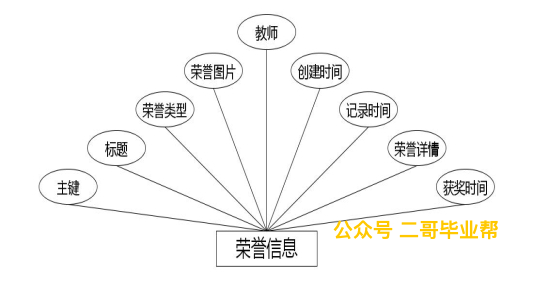 教师
荣誉图片
创建时间
荣誉类型
记录时间
标题
荣誉详情
主键
获奖时间
公众号 二哥毕业帮
荣誉信息